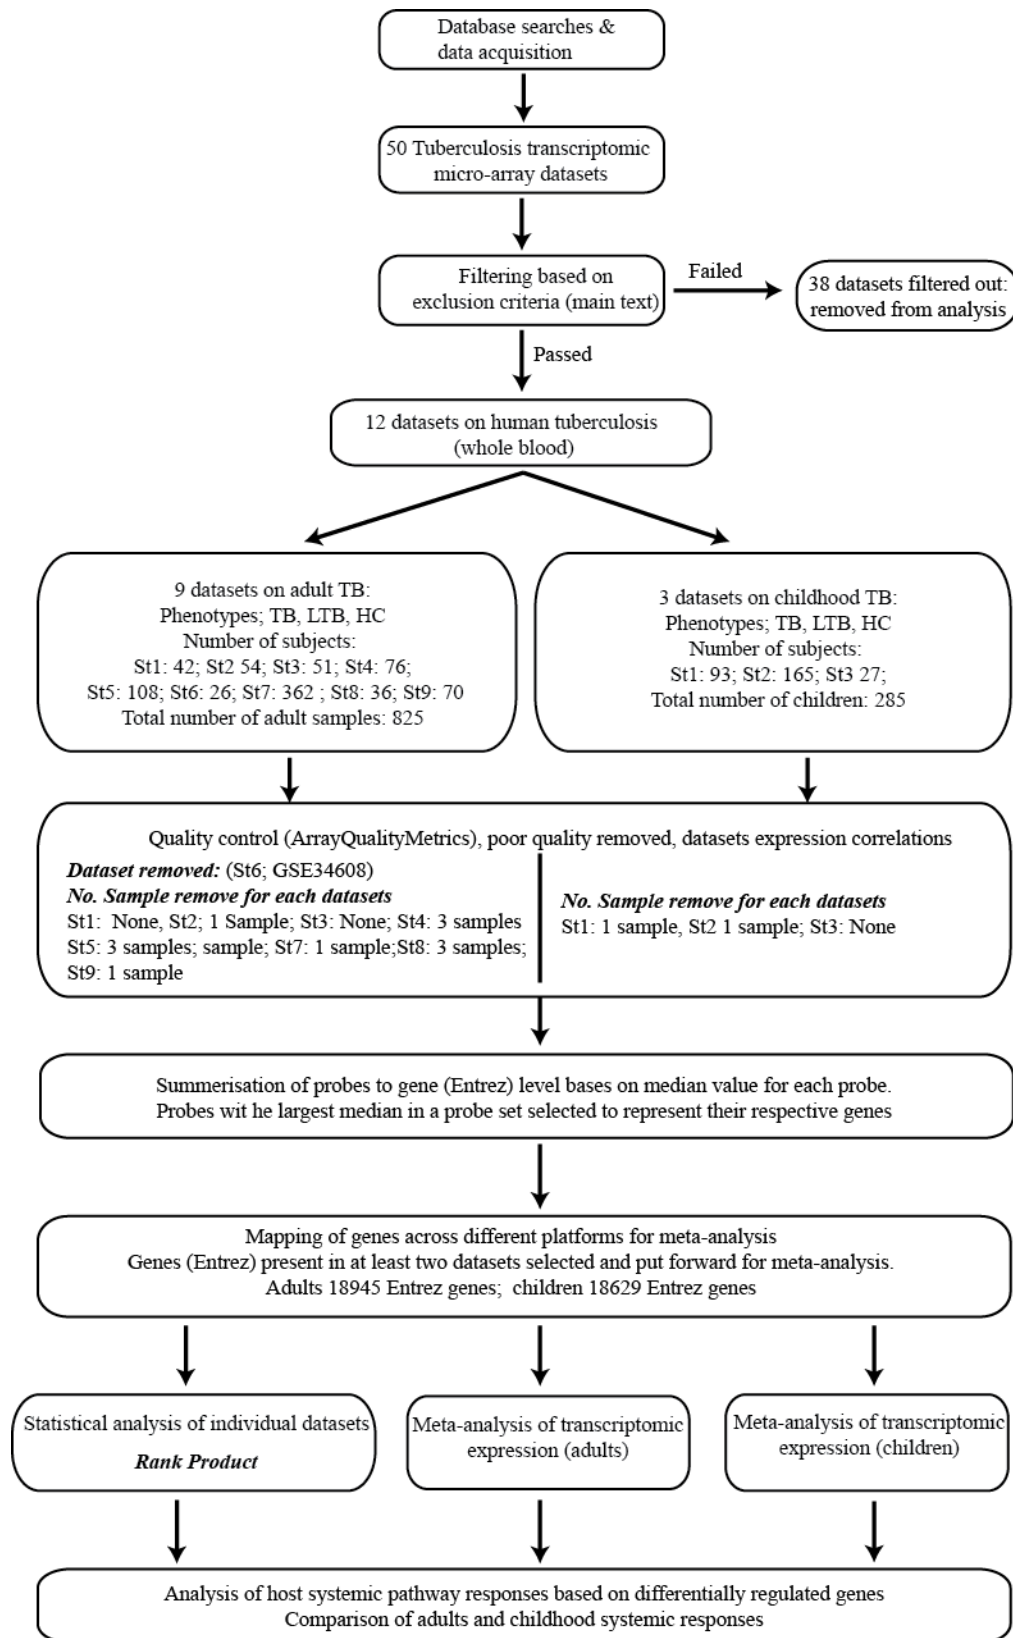 Database searches &
data acquisition
50 Tuberculosis transcriptomic
micro-array datasets
Filtering based on
exclusion criteria (main text)
Failed
38 datasets filtered out:
removed from analysis
Passed
12 datasets on human tuberculosis
(whole blood)
9 datasets on adult TB:
Phenotypes; TB, LTB, HC
Number of subjects:
St1: 42; St2 54; St3: 51; St4: 76;
St5: 108; St6: 26; St7: 362 ; St8: 36; St9: 70
Total number of adult samples: 825
3 datasets on childhood TB:
Phenotypes; TB, LTB, HC
Number of subjects:
St1: 93; St2: 165; St3 27;
Total number of children: 285
Quality control (ArrayQualityMetrics), poor quality removed, datasets expression correlations
Dataset removed: (St6; GSE34608)
No. Sample remove for each datasets
St1: None, St2; 1 Sample; St3: None; St4: 3 samples
St5: 3 samples; sample; St7: 1 sample;St8: 3 samples;
St9: 1 sample
No. Sample remove for each datasets
St1: 1 sample, St2 1 sample; St3: None
Summerisation of probes to gene (Entrez) level bases on median value for each probe.
Probes wit he largest median in a probe set selected to represent their respective genes
Mapping of genes across different platforms for meta-analysis
Genes (Entrez) present in at least two datasets selected and put forward for meta-analysis.
Adults 18945 Entrez genes; children 18629 Entrez genes
Statistical analysis of individual datasets
Rank Product
Meta-analysis of transcriptomic
expression (adults)
Meta-analysis of transcriptomic
expression (children)
Analysis of host systemic pathway responses based on differentially regulated genes
Comparison of adults and childhood systemic responses